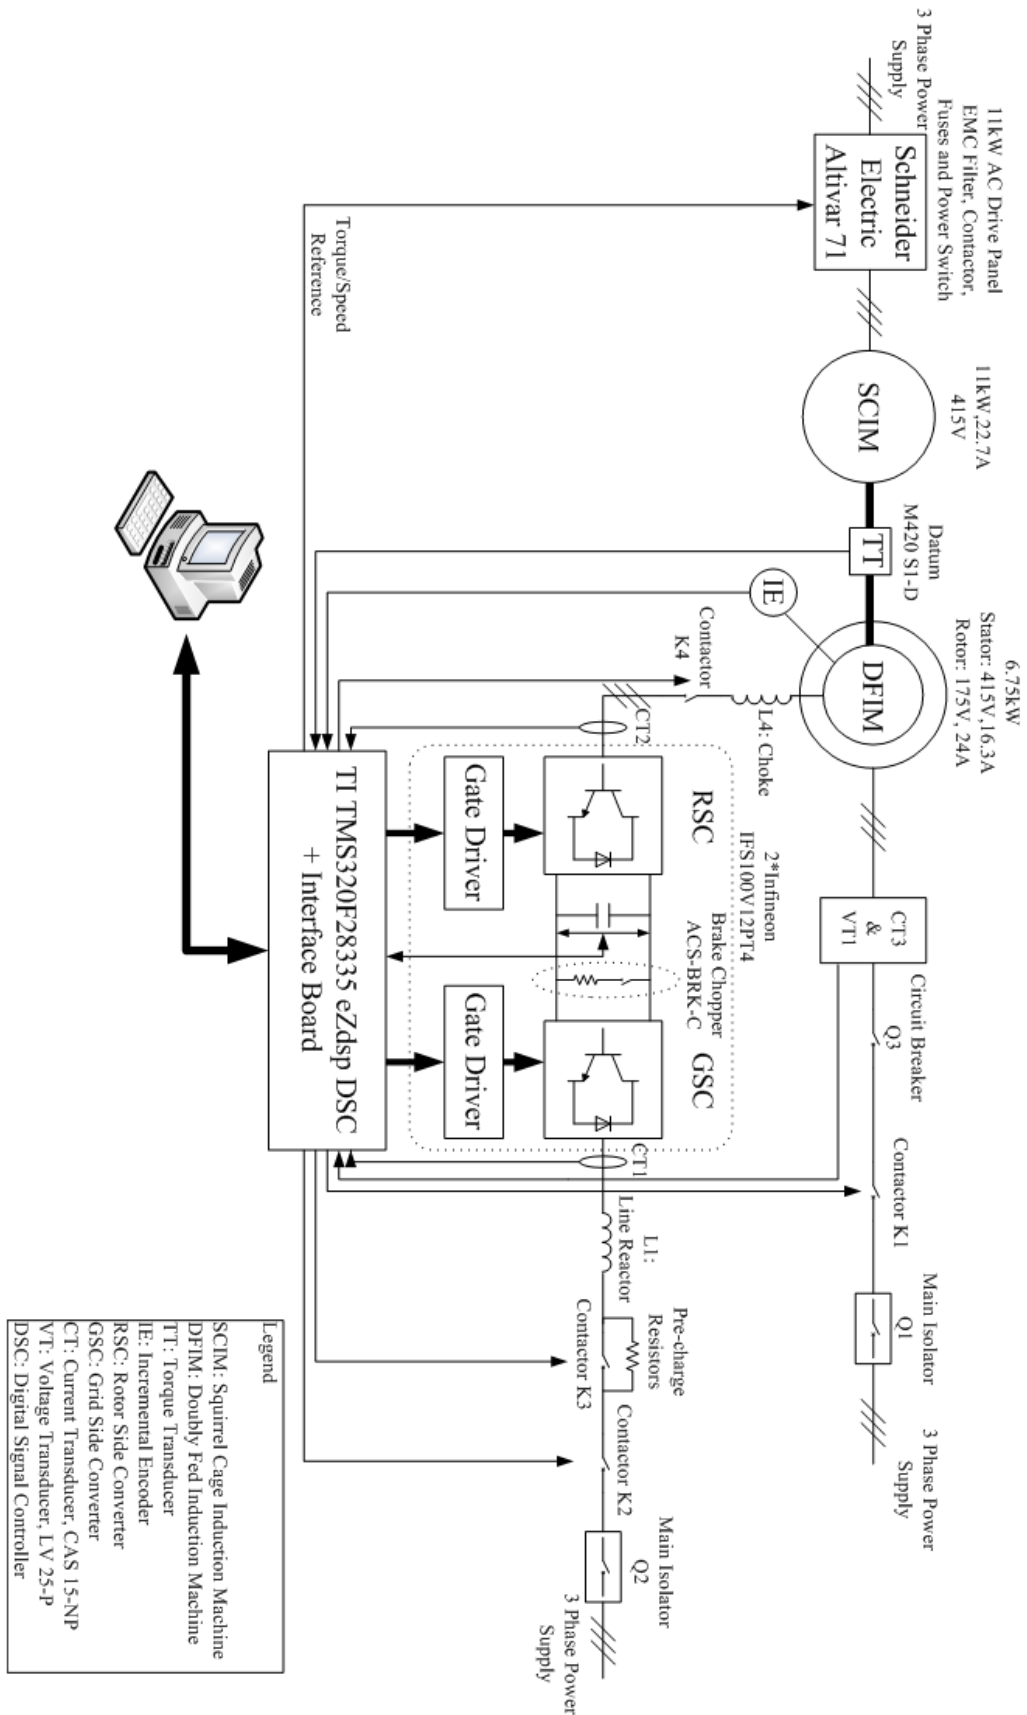 11kW AC Drive Panel
EMC Filter, Contactor,
Fuses and Power Switch
3 Phase Power
Supply
Schneider
Electric
Altivar 71
11kW,22.7A
415V
SCIM
Datum
M420 S1-D
TT
6.75kW
Stator: 415V,16.3A
Rotor: 175V, 24A
DFIM
IE
CT3
&
VT1
Circuit Breaker
Q3
Contactor K1
Main Isolator
Q1
3 Phase Power
Supply
Torque/Speed
Reference
Contactor
K4
L4: Choke
CT2
2*Infineon
IFS100V12PT4
RSC
Brake Chopper
ACS-BRK-C
GSC
CT1
L1:
Line Reactor
Pre-charge
Resistors
Contactor K3
Contactor K2
Main Isolator
Q2
3 Phase Power
Supply
Gate Driver
Gate Driver
TI TMS320F28335 eZdsp DSC
+ Interface Board
Legend
SCIM: Squirrel Cage Induction Machine
DFIM: Doubly Fed Induction Machine
TT: Torque Transducer
IE: Incremental Encoder
RSC: Rotor Side Converter
GSC: Grid Side Converter
CT: Current Transducer, CAS 15-NP
VT: Voltage Transducer, LV 25-P
DSC: Digital Signal Controller